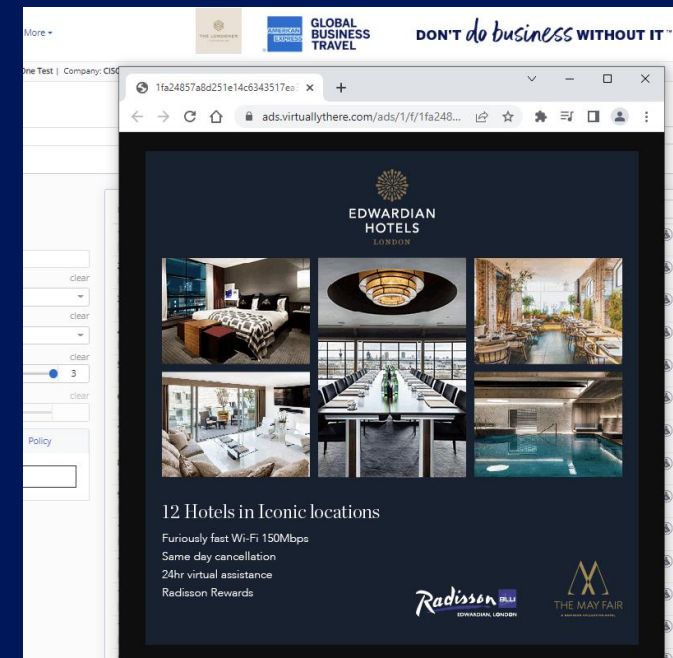 More
THE LONDONER
AMERICAN EXPRESS
GLOBAL
BUSINESS
TRAVEL
DON'T do business WITHOUT IT™
One Test | Company: CISC
1fa24857a8d251e14c6343517ea
ads.virtuallythere.com/ads/1/f/1fa248...
EDWARDIAN
HOTELS
LONDON
clear
clear
clear
3
clear
Policy
12 Hotels in Iconic locations
Furiously fast Wi-Fi 150Mbps
Same day cancellation
24hr virtual assistance
Radisson Rewards
Radisson BLU
EDWARDIAN, LONDON
THE MAY FAIR